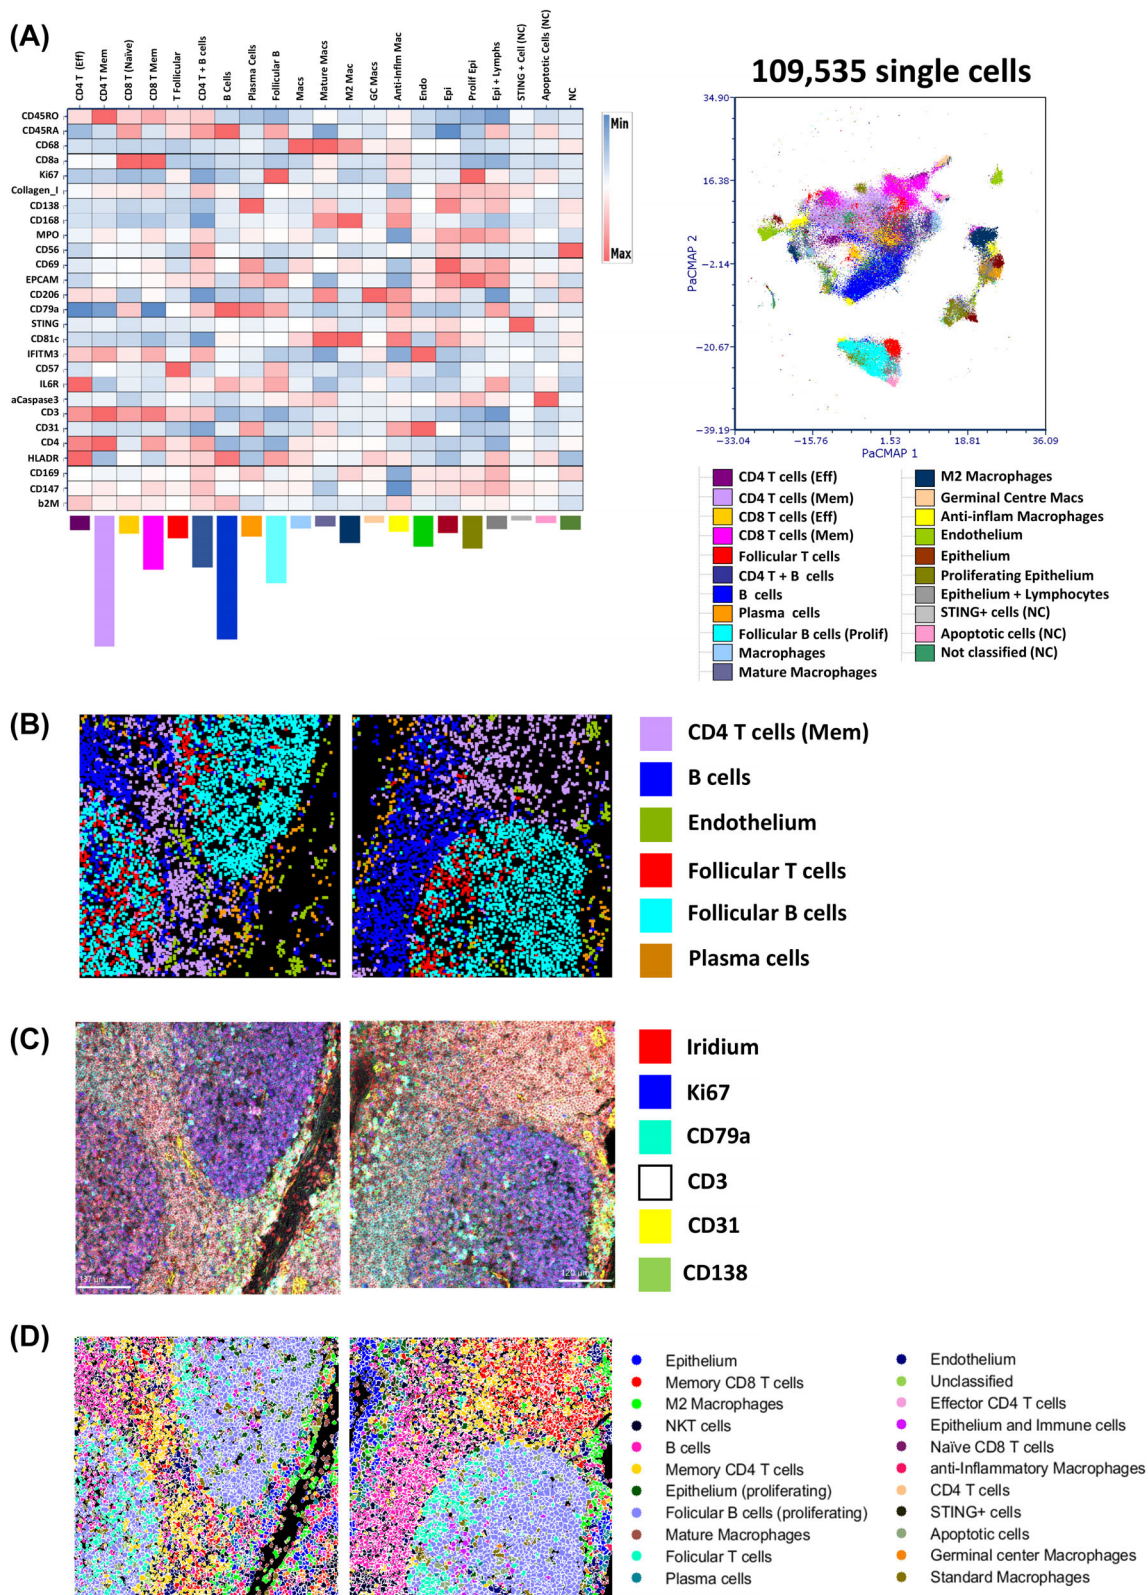 (A)
CD4 T (Eff)
CD4 T Mem
CD8 T (Naïve)
CD8 T Mem
T Follicular
CD4 T + B cells
B Cells
Plasma Cells
Follicular B
Macs
Mature Macs
M2 Mac
GC Macs
Anti-Inflm Mac
Endo
Epi
Prolif Epi
Epi + Lymphs
STING + Cell (NC)
Apoptotic Cells (NC)
NC
CD45RO
CD45RA
CD68
CD8a
Ki67
Collagen_I
CD138
CD168
MPO
CD56
CD69
EPCAM
CD206
CD79a
STING
CD81c
IFITM3
CD57
IL6R
aCaspase3
CD3
CD31
CD4
HLADR
CD169
CD147
b2M
Min
Max
109,535 single cells
34.90
16.38
−2.14
−20.67
−39.19
PaCMAP 2
−33.04
−15.76
1.53
18.81
36.09
PaCMAP 1
CD4 T cells (Eff)
CD4 T cells (Mem)
CD8 T cells (Eff)
CD8 T cells (Mem)
Follicular T cells
CD4 T + B cells
B cells
Plasma cells
Follicular B cells (Prolif)
Macrophages
Mature Macrophages
M2 Macrophages
Germinal Centre Macs
Anti-inflam Macrophages
Endothelium
Epithelium
Proliferating Epithelium
Epithelium + Lymphocytes
STING+ cells (NC)
Apoptotic cells (NC)
Not classified (NC)
(B)
CD4 T cells (Mem)
B cells
Endothelium
Follicular T cells
Follicular B cells
Plasma cells
(C)
137 µm
120 µm
Iridium
Ki67
CD79a
CD3
CD31
CD138
(D)
Epithelium
Memory CD8 T cells
M2 Macrophages
NKT cells
B cells
Memory CD4 T cells
Epithelium (proliferating)
Folicular B cells (proliferating)
Mature Macrophages
Folicular T cells
Plasma cells
Endothelium
Unclassified
Effector CD4 T cells
Epithelium and Immune cells
Naïve CD8 T cells
anti-Inflammatory Macrophages
CD4 T cells
STING+ cells
Apoptotic cells
Germinal center Macrophages
Standard Macrophages